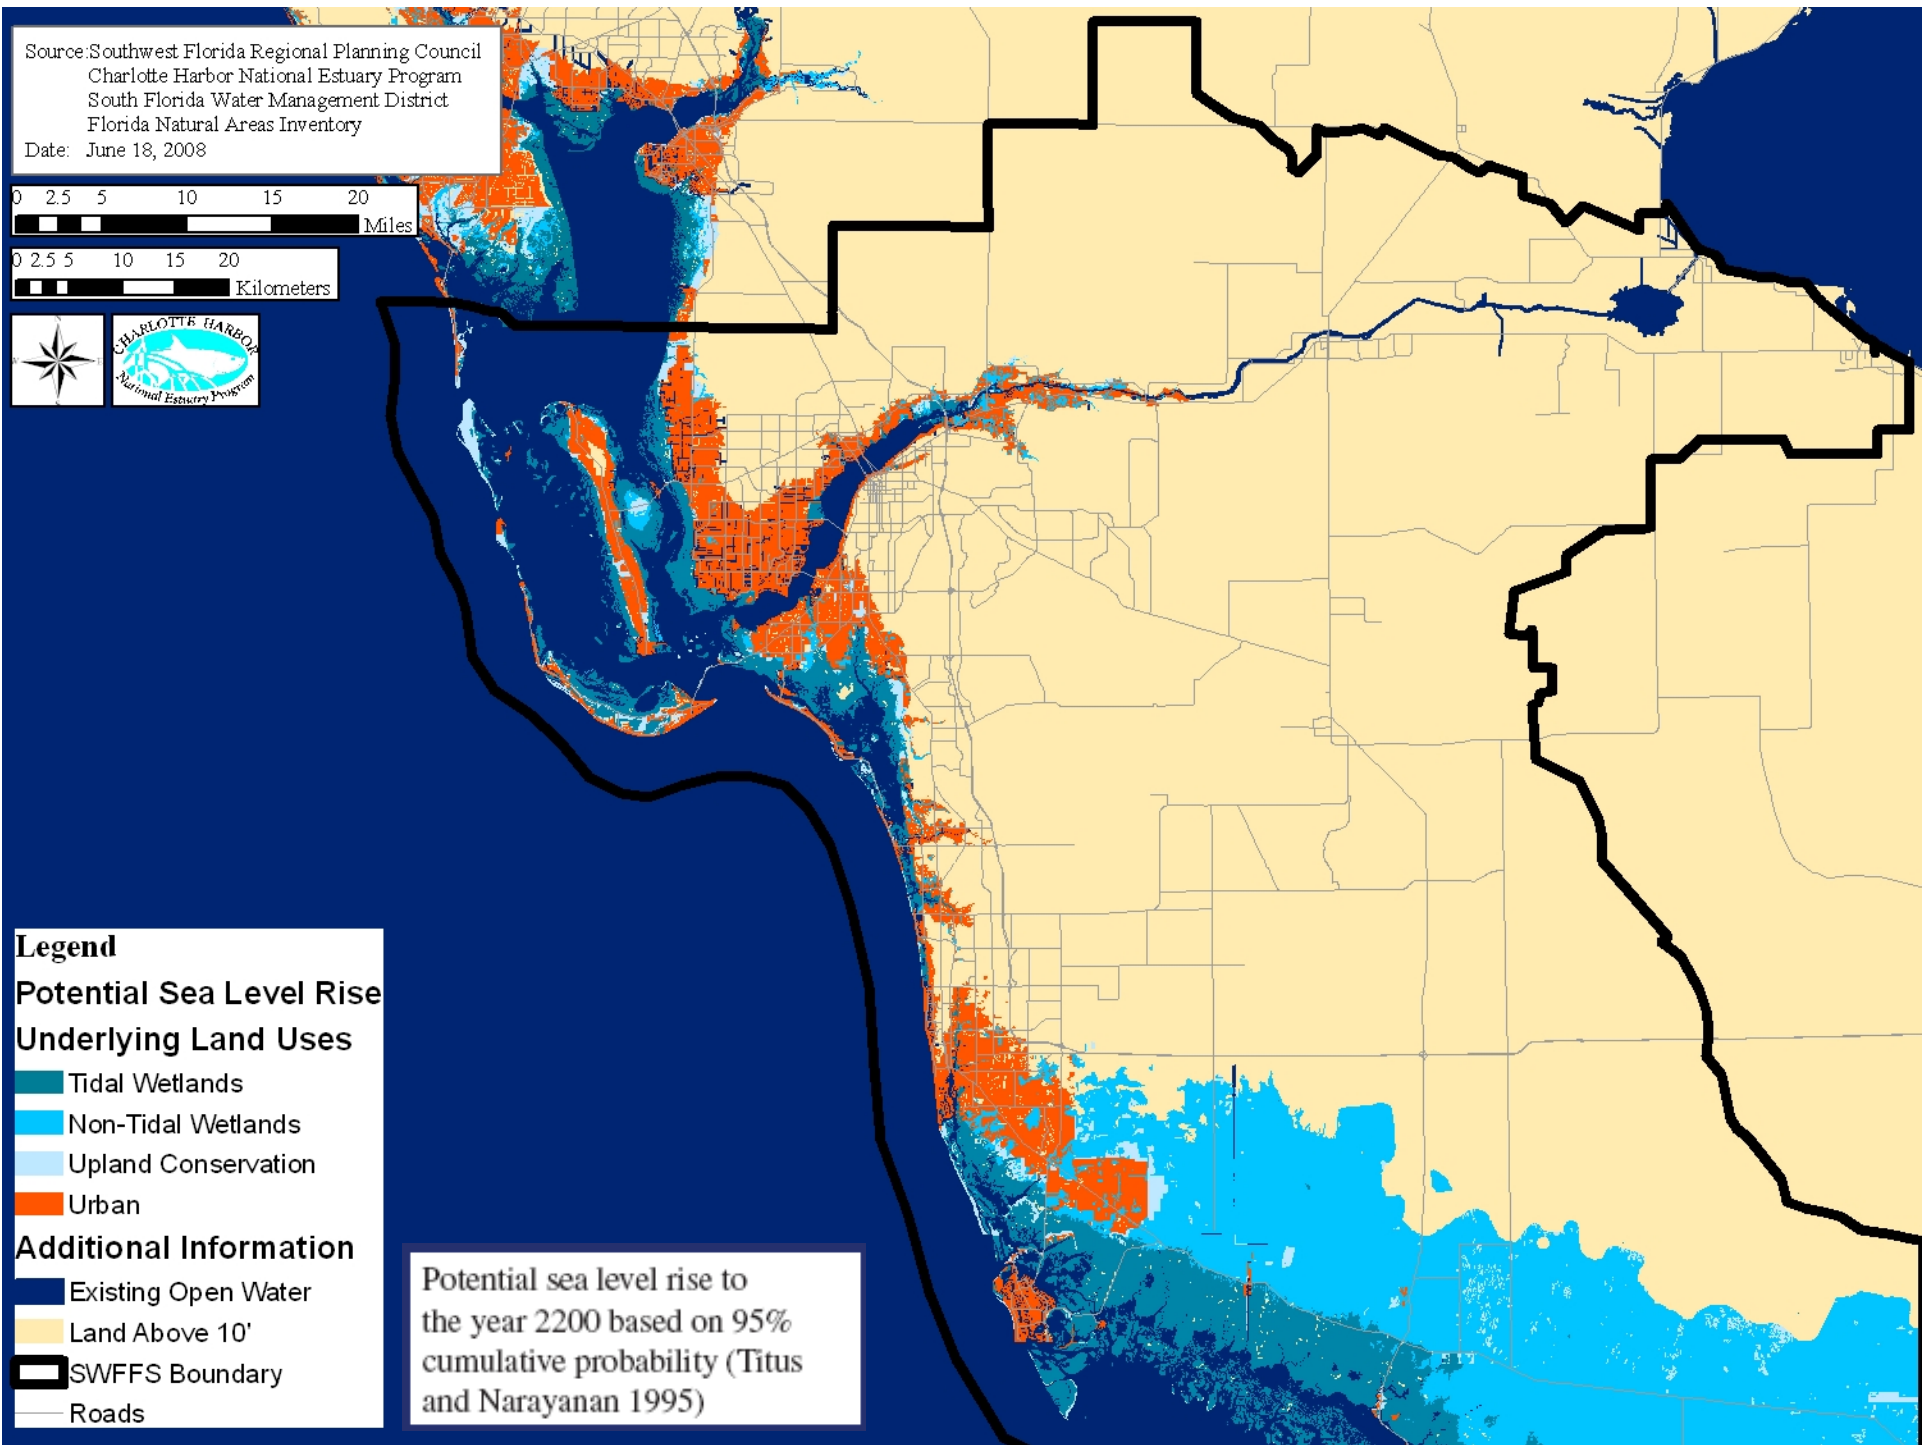 Source:Southwest Florida Regional Planning Council
Charlotte Harbor National Estuary Program
South Florida Water Management District
Florida Natural Areas Inventory
Date: June 18, 2008
0 2.5 5 10 15 20
Miles
0 2.5 5 10 15 20
Kilometers
N
W E
S
CHARLOTTE HARBOR
National Estuary Program
Legend
Potential Sea Level Rise
Underlying Land Uses
Tidal Wetlands
Non-Tidal Wetlands
Upland Conservation
Urban
Additional Information
Existing Open Water
Land Above 10'
SWFFS Boundary
Roads
Potential sea level rise to
the year 2200 based on 95%
cumulative probability (Titus
and Narayanan 1995)